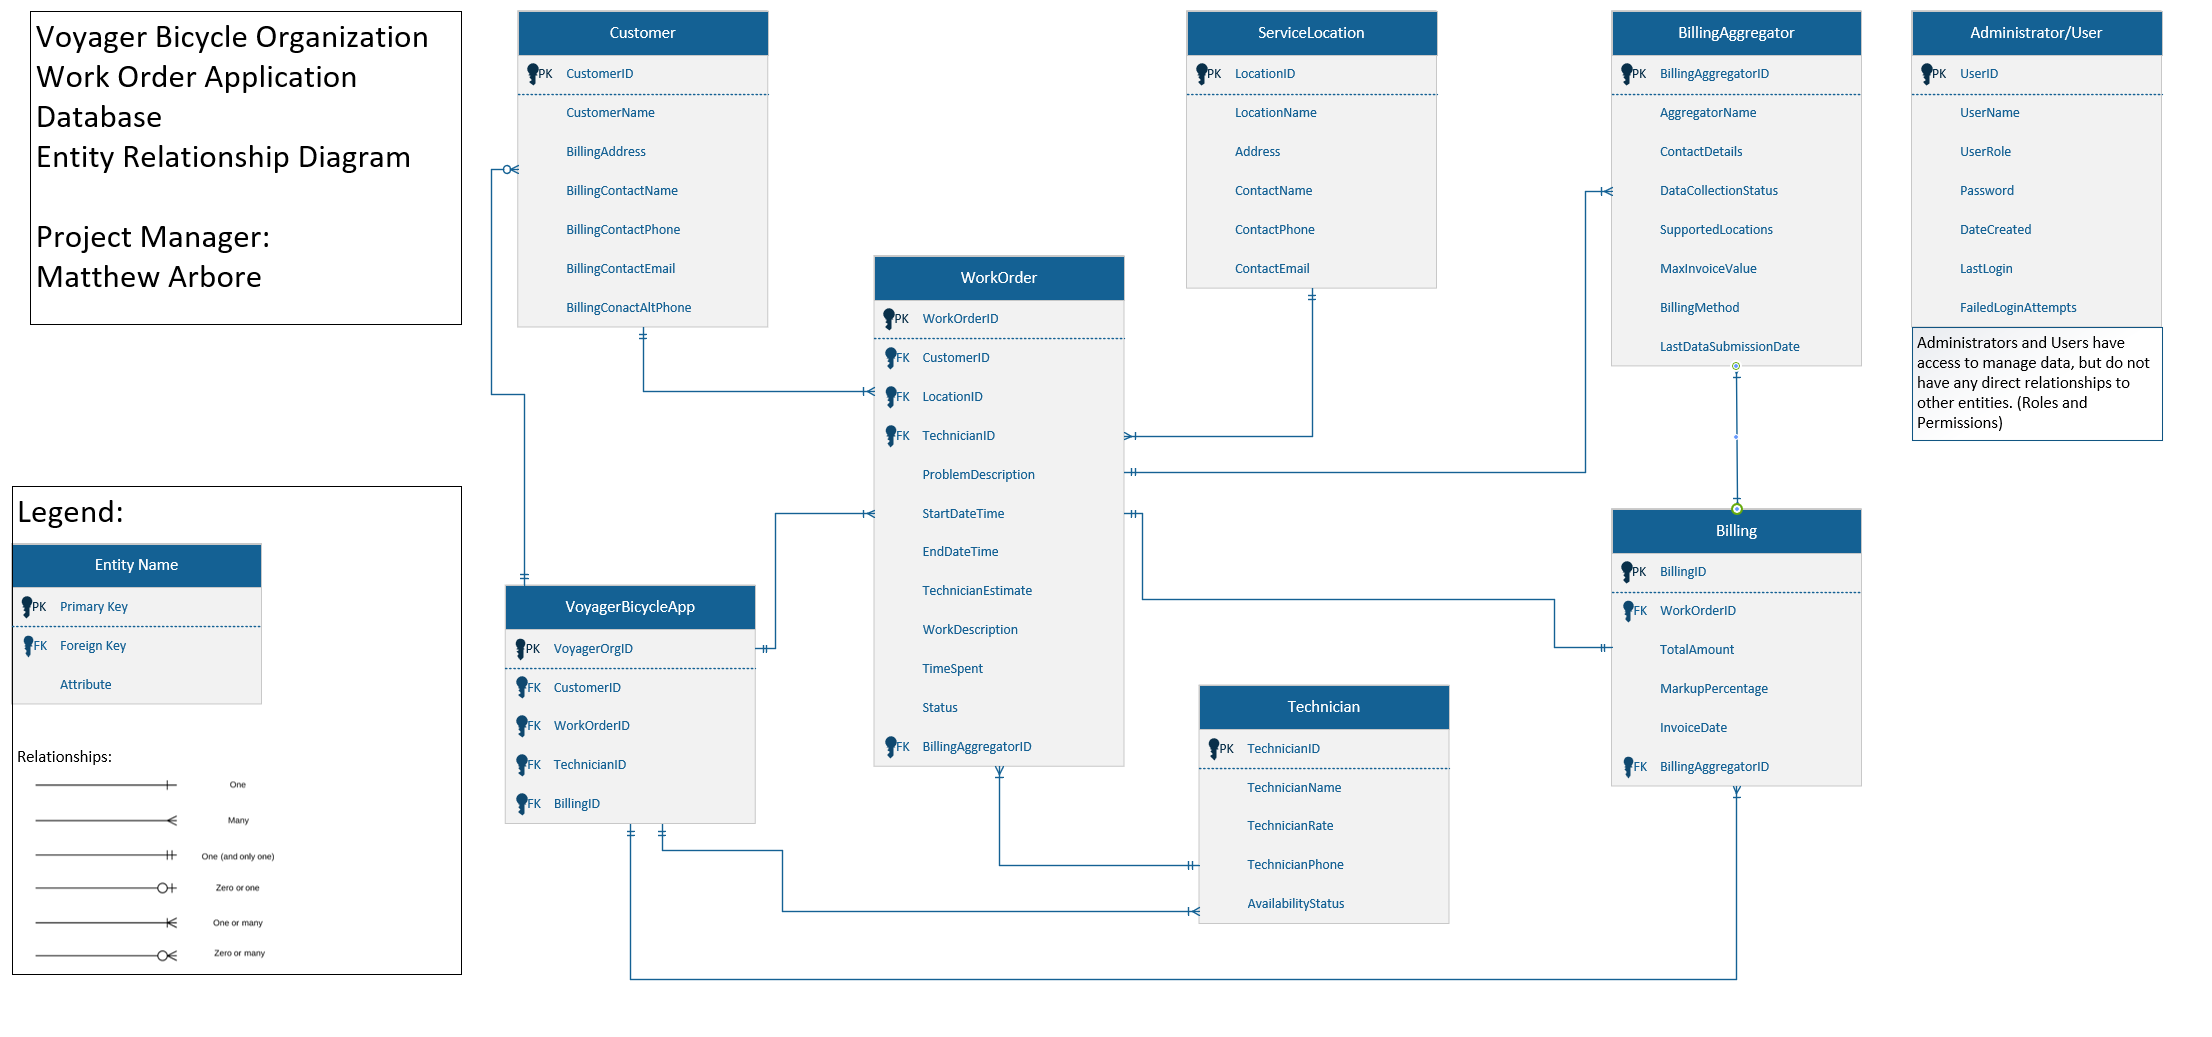 Voyager Bicycle Organization
Work Order Application
Database
Entity Relationship Diagram
Project Manager:
Matthew Arbore
Customer
PK CustomerID
CustomerName
BillingAddress
BillingContactName
BillingContactPhone
BillingContactEmail
BillingConactAltPhone
ServiceLocation
PK LocationID
LocationName
Address
ContactName
ContactPhone
ContactEmail
BillingAggregator
PK BillingAggregatorID
AggregatorName
ContactDetails
DataCollectionStatus
SupportedLocations
MaxInvoiceValue
BillingMethod
LastDataSubmissionDate
Administrator/User
PK UserID
UserName
UserRole
Password
DateCreated
LastLogin
FailedLoginAttempts
Administrators and Users have
access to manage data, but do not
have any direct relationships to
other entities. (Roles and
Permissions)
WorkOrder
PK WorkOrderID
FK CustomerID
FK LocationID
FK TechnicianID
ProblemDescription
StartDateTime
EndDateTime
TechnicianEstimate
WorkDescription
TimeSpent
Status
FK BillingAggregatorID
Legend:
Entity Name
PK Primary Key
FK Foreign Key
Attribute
Relationships:
One
Many
One (and only one)
Zero or one
One or many
Zero or many
VoyagerBicycleApp
PK VoyagerOrgID
FK CustomerID
FK WorkOrderID
FK TechnicianID
FK BillingID
Technician
PK TechnicianID
TechnicianName
TechnicianRate
TechnicianPhone
AvailabilityStatus
Billing
PK BillingID
FK WorkOrderID
TotalAmount
MarkupPercentage
InvoiceDate
FK BillingAggregatorID